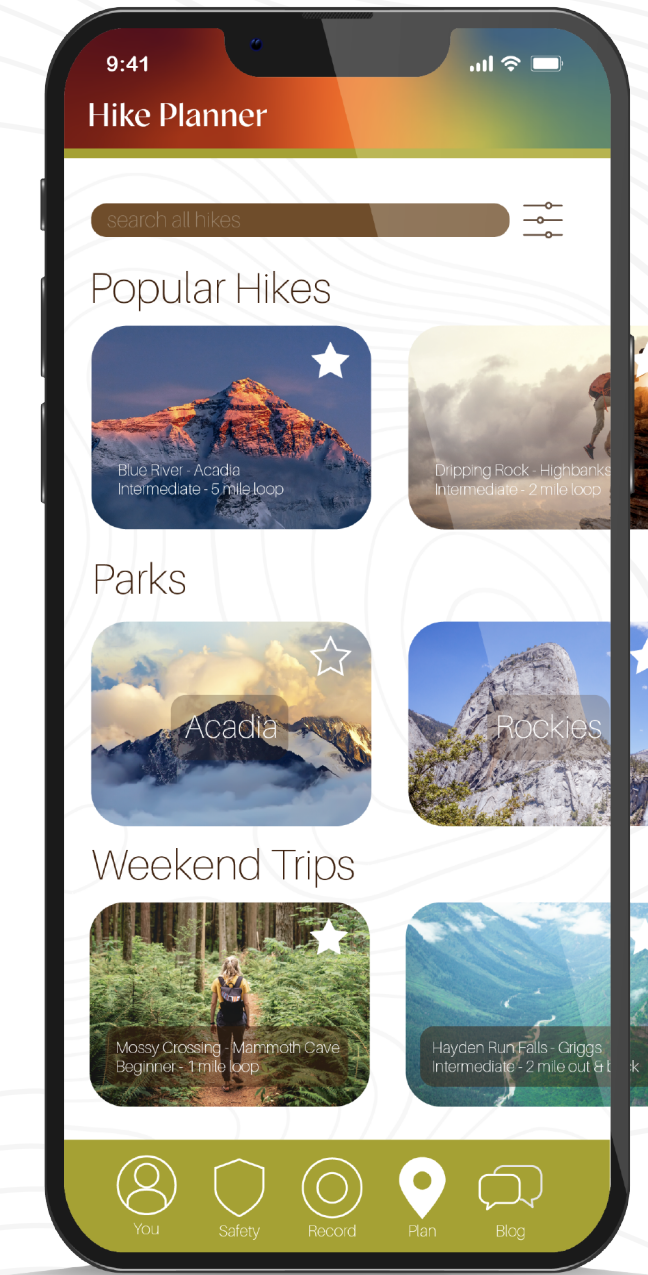 9:41
Hike Planner
search all hikes
Popular Hikes
Blue River - Acadia
Intermediate - 5 mile loop
Dripping Rock - Highbanks
Intermediate - 2 mile loop
Parks
Acadia
Rockies
Weekend Trips
Mossy Crossing - Mammoth Cave
Beginner - 1 mile loop
Hayden Run Falls - Griggs
Intermediate - 2 mile out & back
You
Safety
Record
Plan
Blog